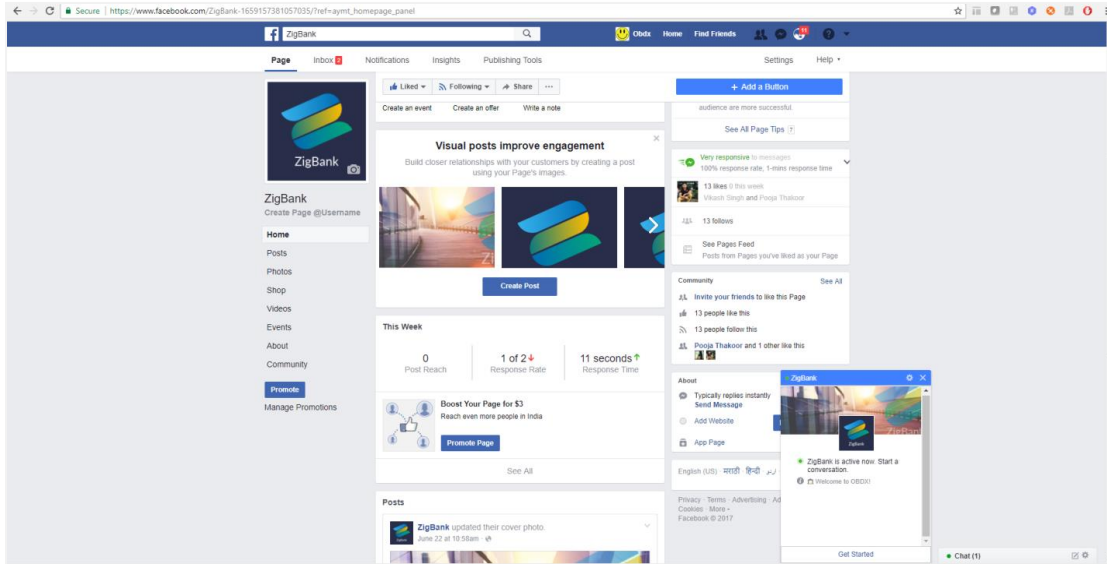 Secure https://www.facebook.com/ZigBank-1659157381057035/?ref=aymt_homepage_panel
ZigBank
Obdx Home Find Friends 11
Page Inbox 2 Notifications Insights Publishing Tools Settings Help
ZigBank
ZigBank
Create Page @Username
Home
Posts
Photos
Shop
Videos
Events
About
Community
Promote
Manage Promotions
Liked Following Share ...
+ Add a Button
Create an event Create an offer Write a note
Visual posts improve engagement
Build closer relationships with your customers by creating a post
using your Page's images.
Create Post
This Week
0
Post Reach
1 of 2
Response Rate
11 seconds
Response Time
Boost Your Page for $3
Reach even more people in India
Promote Page
See All
Posts
ZigBank updated their cover photo.
June 22 at 10:58am
audience are more successful.
See All Page Tips ?
Very responsive to messages
100% response rate, 1-mins response time
13 likes 0 this week
Vikash Singh and Pooja Thakoor
13 follows
See Pages Feed
Posts from Pages you've liked as your Page
Community See All
Invite your friends to like this Page
13 people like this
13 people follow this
Pooja Thakoor and 1 other like this
About
Typically replies instantly
Send Message
Add Website
App Page
English (US) · मराठी · हिन्दी · اردو
Privacy · Terms · Advertising · Ad
Cookies · More
Facebook © 2017
ZigBank
ZigBank
ZigBank is active now. Start a
conversation.
Welcome to OBDX!
Get Started
Chat (1)